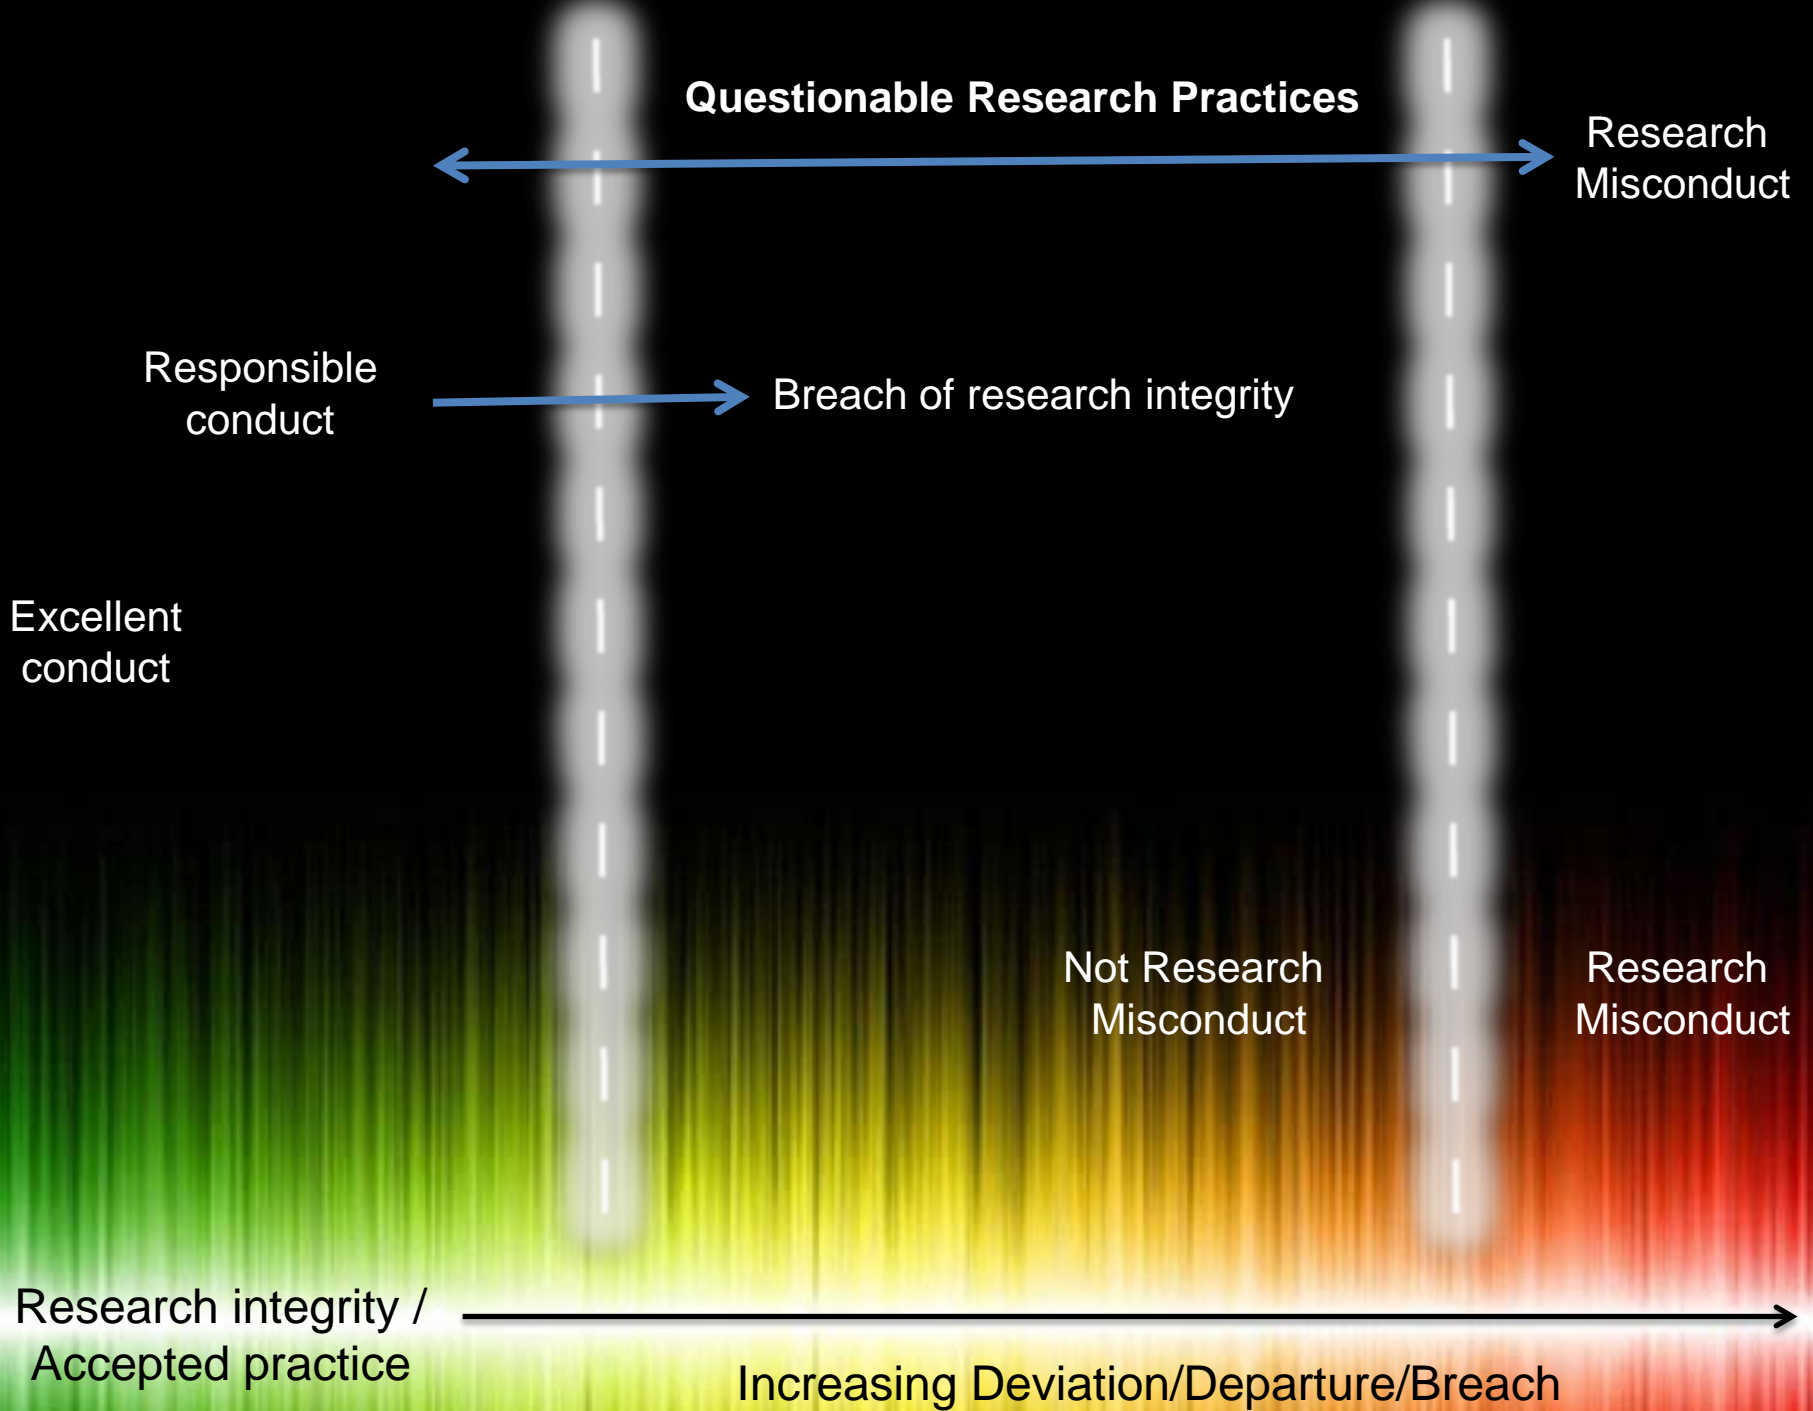 Questionable Research Practices
Research
Misconduct
Responsible
conduct
Breach of research integrity
Excellent
conduct
Not Research
Misconduct
Research
Misconduct
Research integrity /
Accepted practice
Increasing Deviation/Departure/Breach